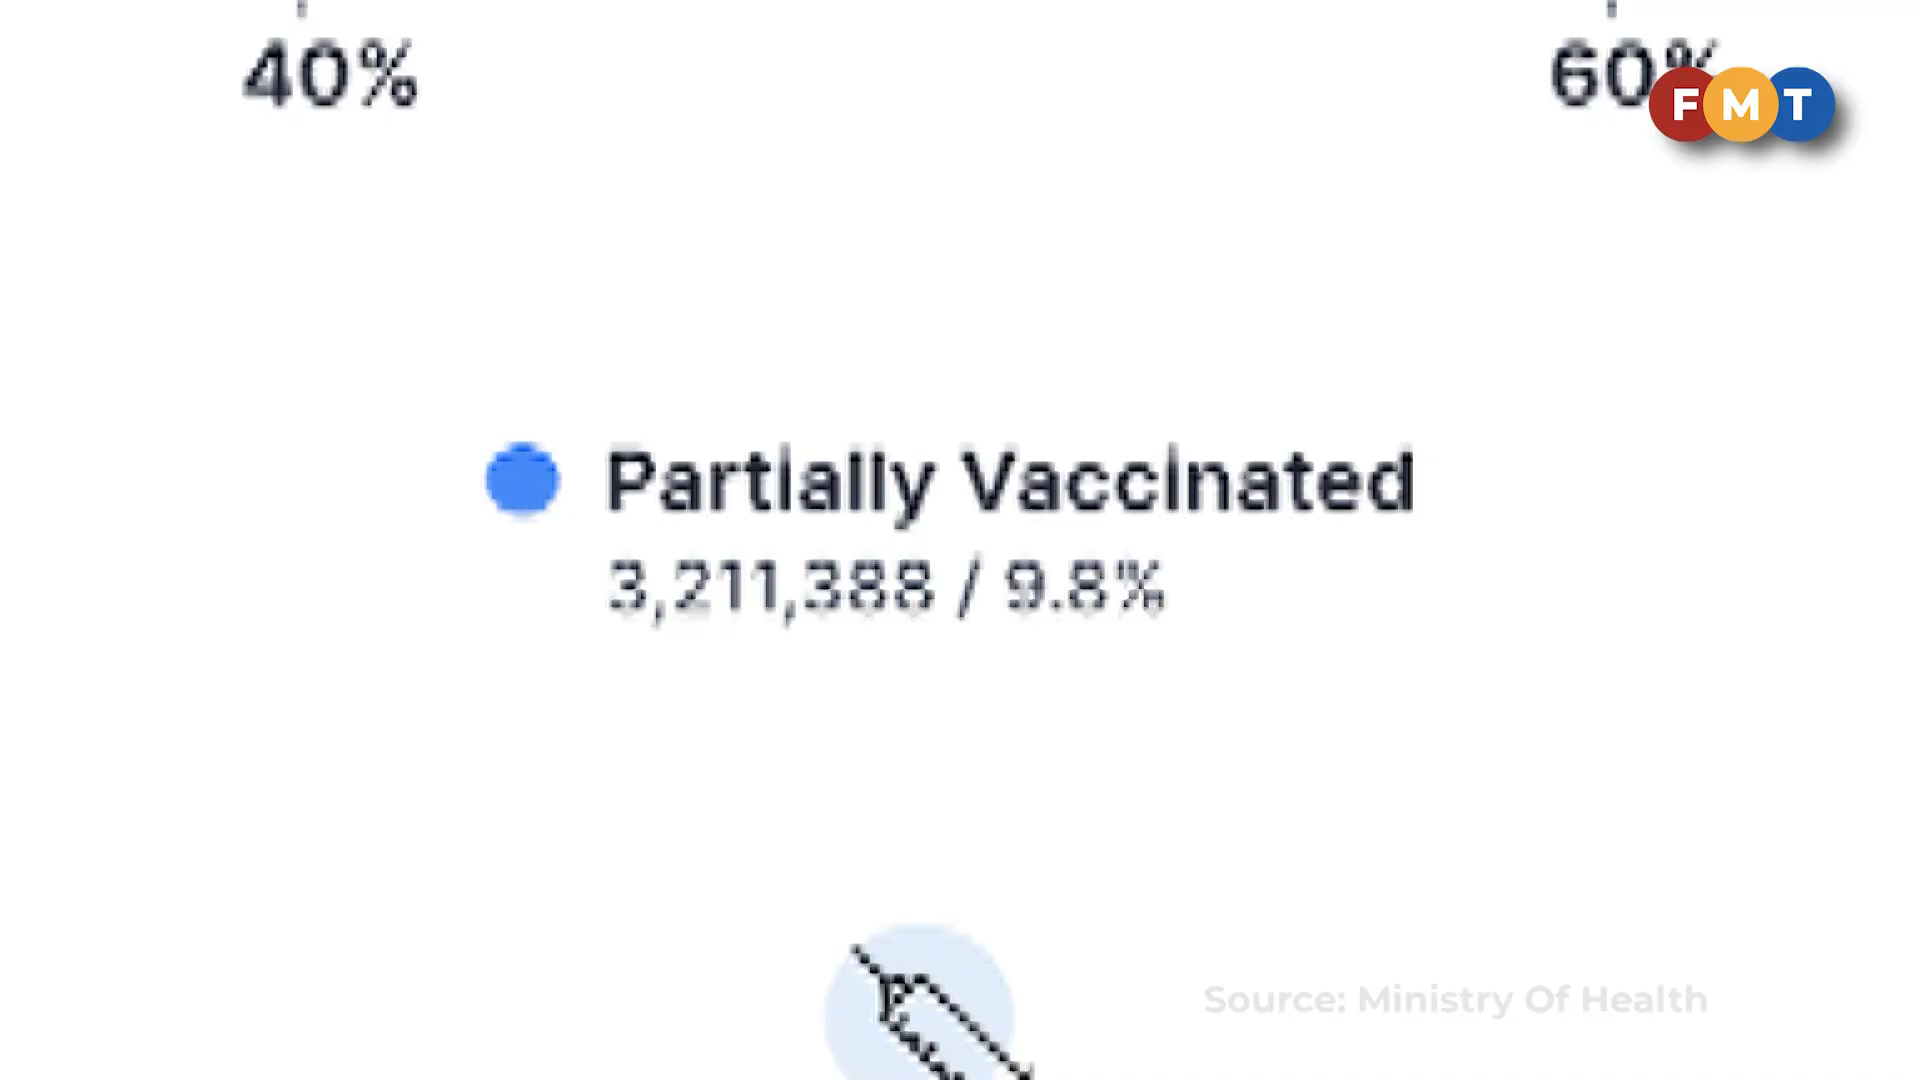 40%
60%
FMT
Partially Vaccinated
3,211,388 / 9.8%
Source: Ministry Of Health